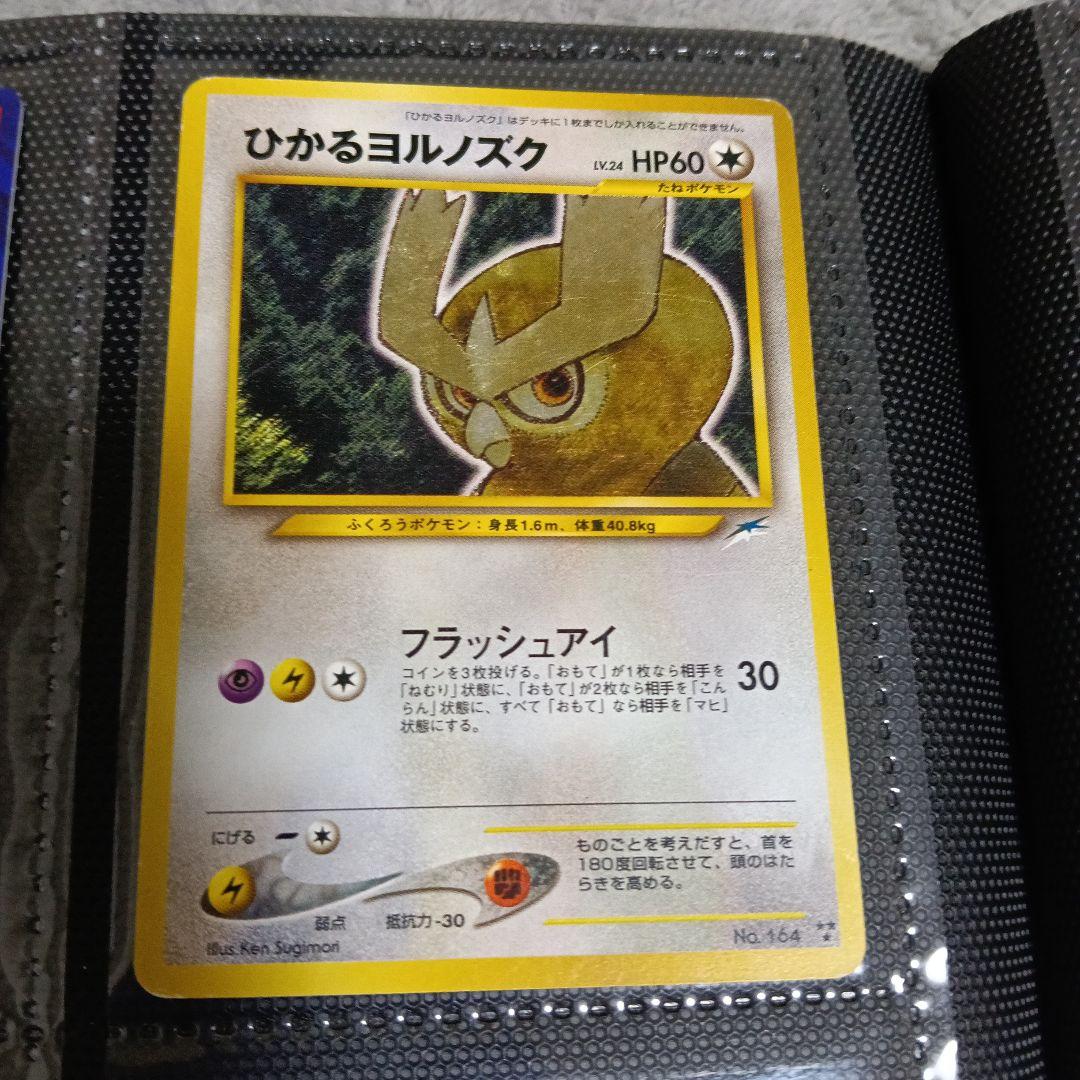 「ひかるヨルノズク」はデッキに1枚までしか入れることができません。
ひかるヨルノズク LV.24 HP60
たねポケモン
ふくろうポケモン：身長1.6m、体重40.8kg
フラッシュアイ
コインを3枚投げる。「おもて」が1枚なら相手を
「ねむり」状態に、「おもて」が2枚なら相手を「こん
らん」状態に、すべて「おもて」なら相手を「マヒ」
状態にする。
30
にげる
弱点
抵抗力 -30
ものごとを考えだすと、首を
180度回転させて、頭のはた
らきを高める。
Illus. Ken Sugimori
No. 164